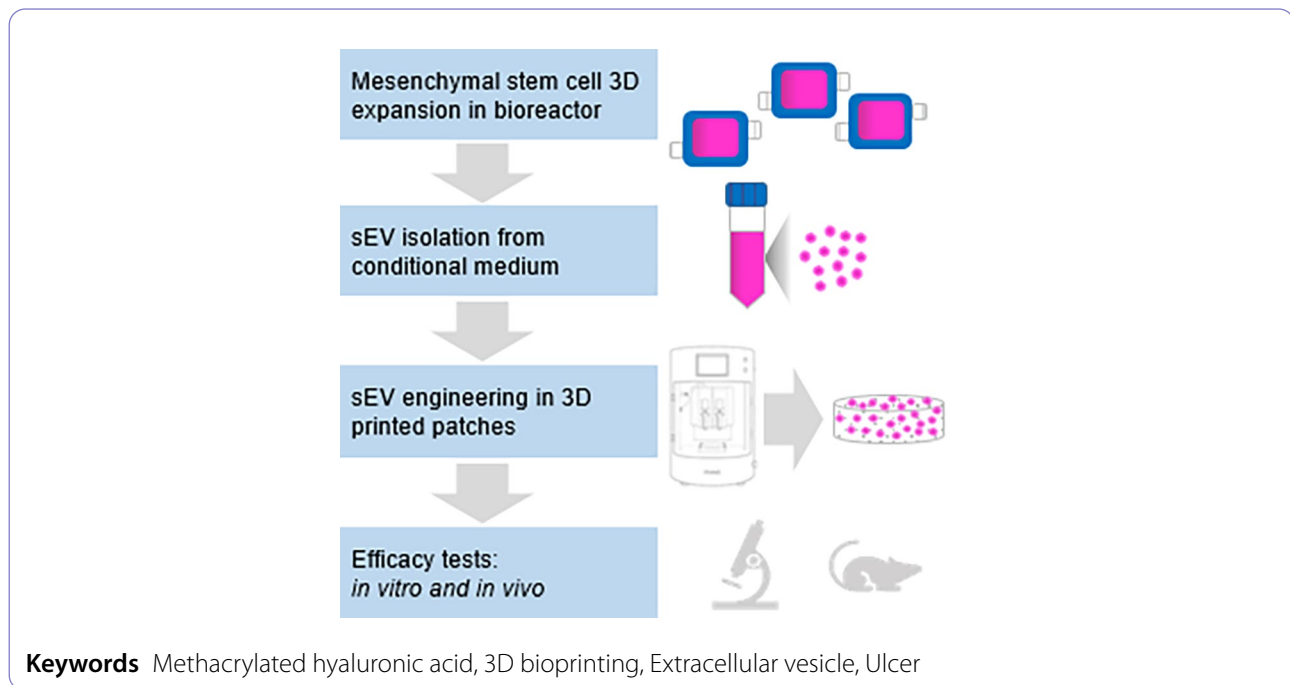 Mesenchymal stem cell 3D
expansion in bioreactor
sEV isolation from
conditional medium
sEV engineering in 3D
printed patches
Efficacy tests:
in vitro and in vivo
Keywords Methacrylated hyaluronic acid, 3D bioprinting, Extracellular vesicle, Ulcer